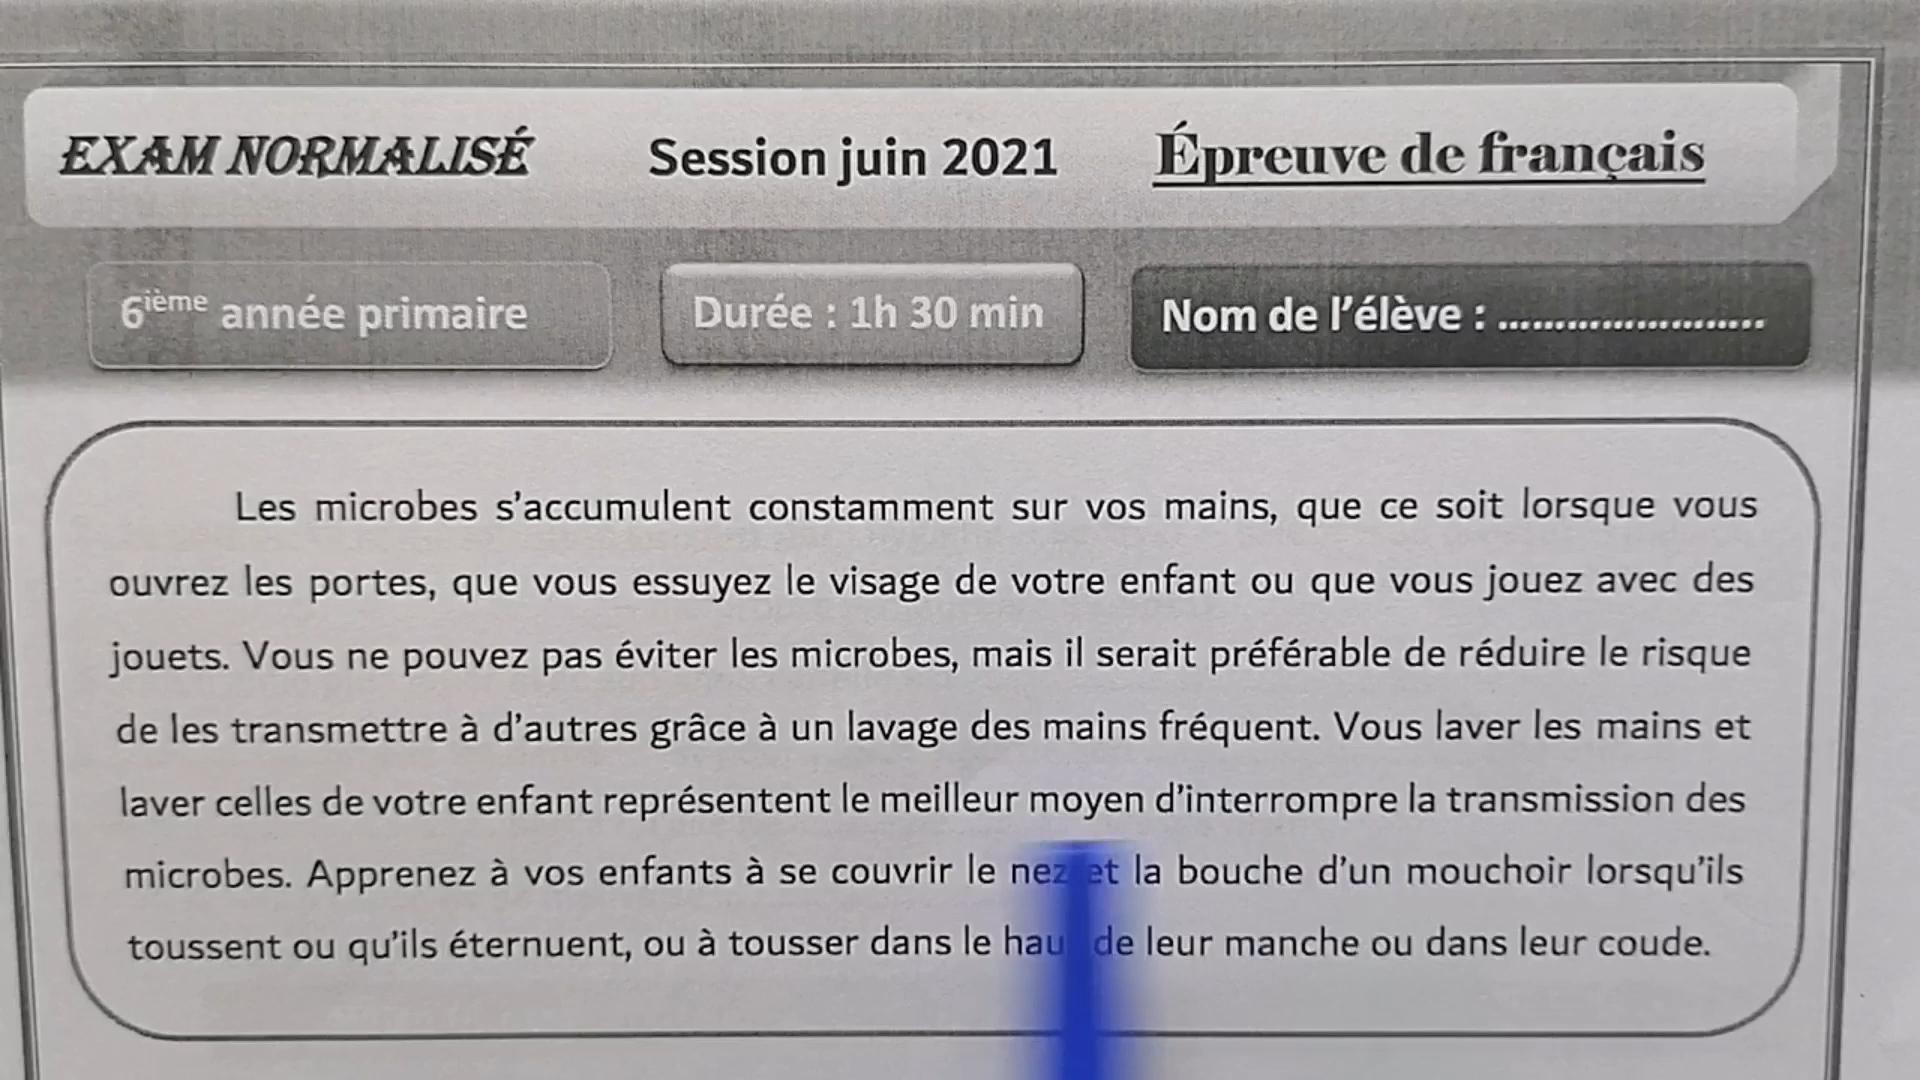 EXAM NORMALISÉ Session juin 2021 Épreuve de français
6ième année primaire Durée : 1h 30 min Nom de l'élève : ........................
Les microbes s'accumulent constamment sur vos mains, que ce soit lorsque vous
ouvrez les portes, que vous essuyez le visage de votre enfant ou que vous jouez avec des
jouets. Vous ne pouvez pas éviter les microbes, mais il serait préférable de réduire le risque
de les transmettre à d'autres grâce à un lavage des mains fréquent. Vous laver les mains et
laver celles de votre enfant représentent le meilleur moyen d'interrompre la transmission des
microbes. Apprenez à vos enfants à se couvrir le nez et la bouche d'un mouchoir lorsqu'ils
toussent ou qu'ils éternuent, ou à tousser dans le hau de leur manche ou dans leur coude.